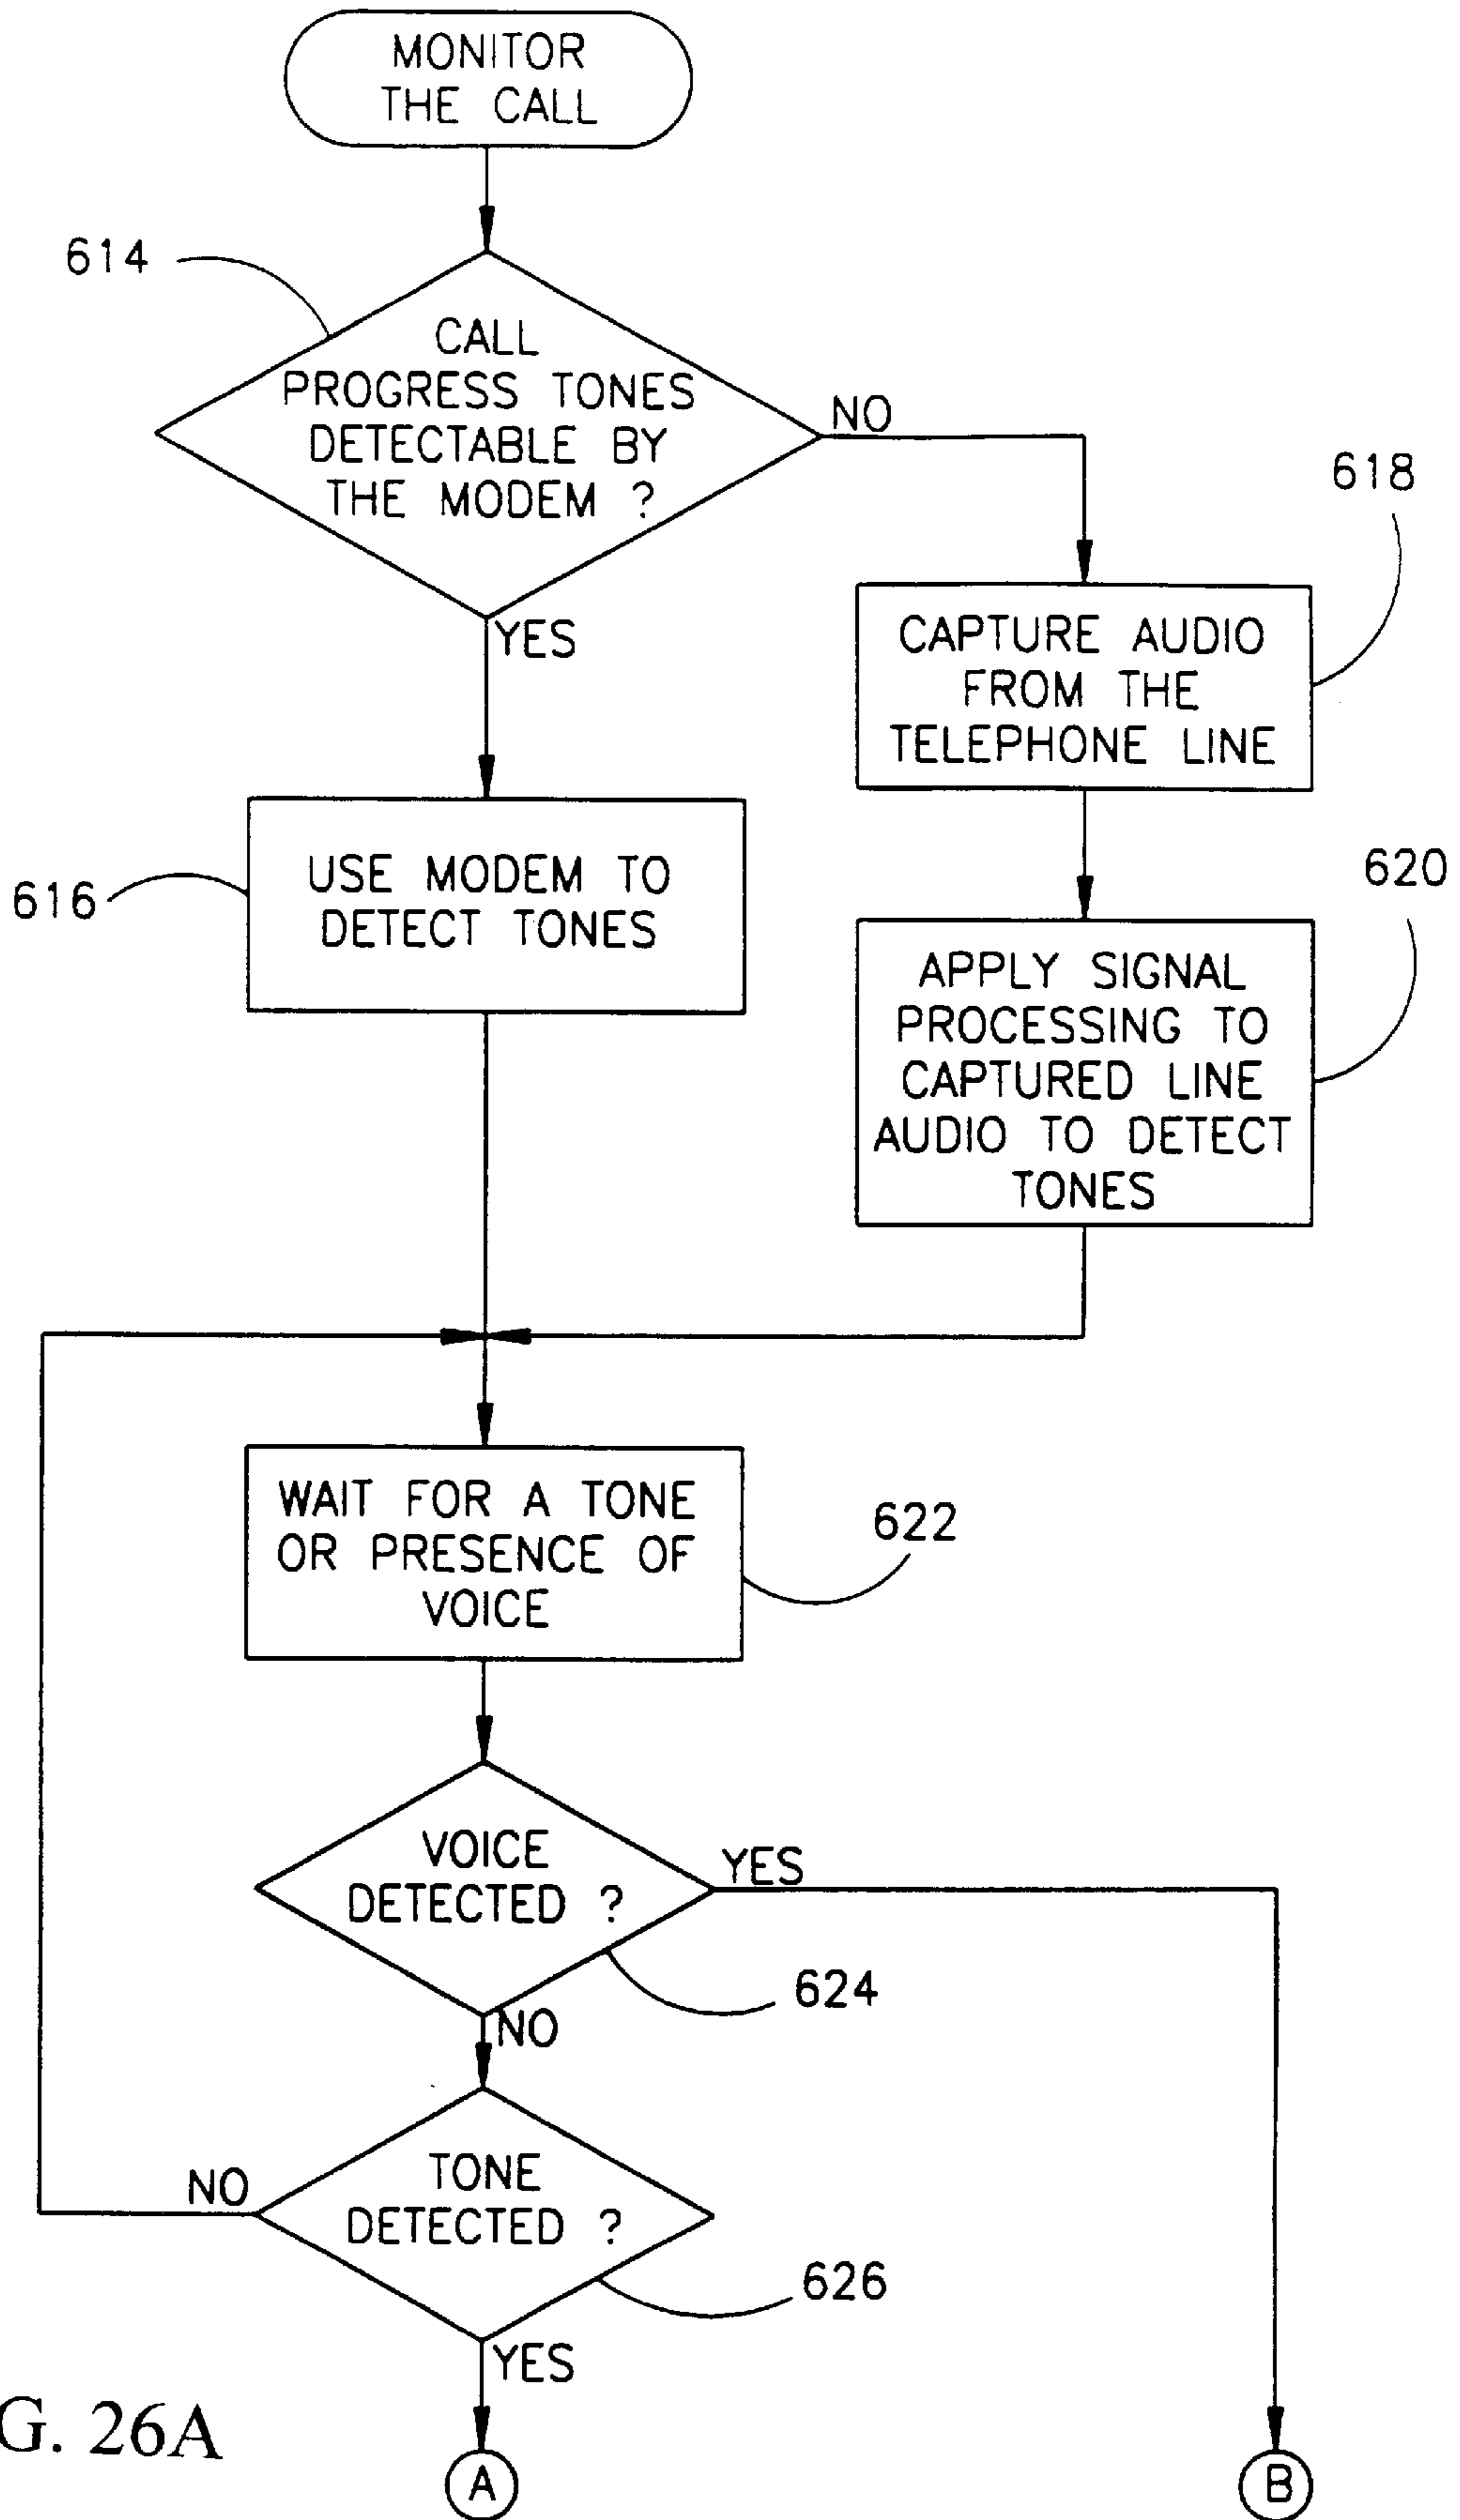 MONITOR
THE CALL
614
CALL
PROGRESS TONES
DETECTABLE BY
THE MODEM ?
NO
618
YES
CAPTURE AUDIO
FROM THE
TELEPHONE LINE
616
USE MODEM TO
DETECT TONES
620
APPLY SIGNAL
PROCESSING TO
CAPTURED LINE
AUDIO TO DETECT
TONES
WAIT FOR A TONE
OR PRESENCE OF
VOICE
622
VOICE
DETECTED ?
YES
624
NO
TONE
DETECTED ?
NO
626
YES
G. 26A
A
B